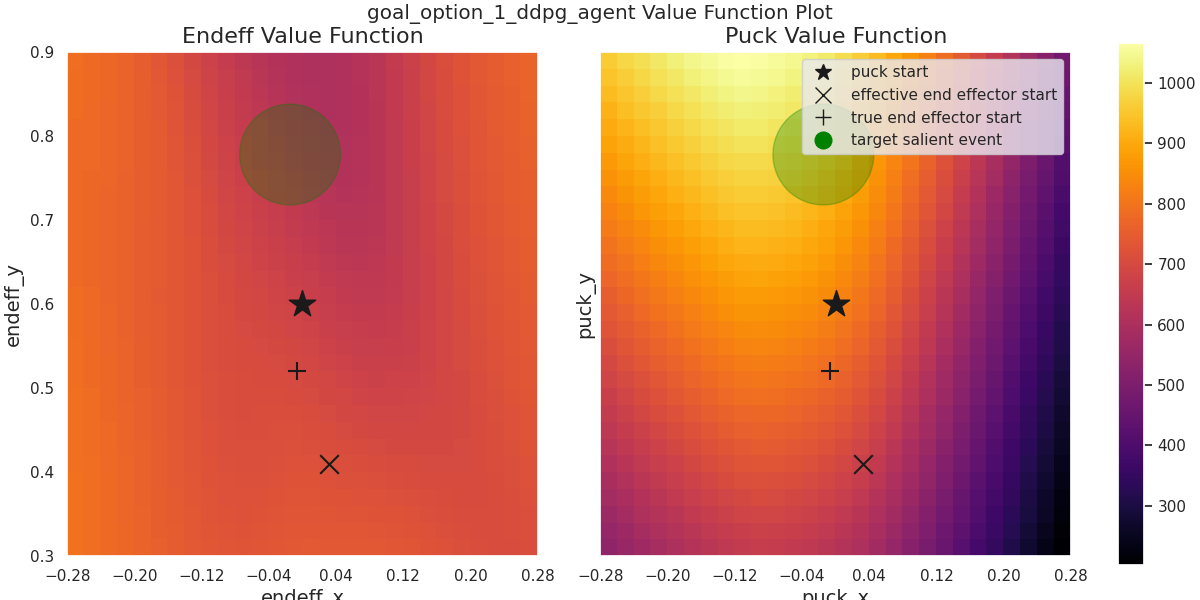 goal_option_1_ddpg_agent Value Function Plot
Endeff Value Function
Puck Value Function
endeff_y
0.9
0.8
0.7
0.6
0.5
0.4
0.3
−0.28 −0.20 −0.12 −0.04 0.04 0.12 0.20 0.28
endeff_x
puck_y
puck start
effective end effector start
true end effector start
target salient event
−0.28 −0.20 −0.12 −0.04 0.04 0.12 0.20 0.28
puck_x
1000
900
800
700
600
500
400
300